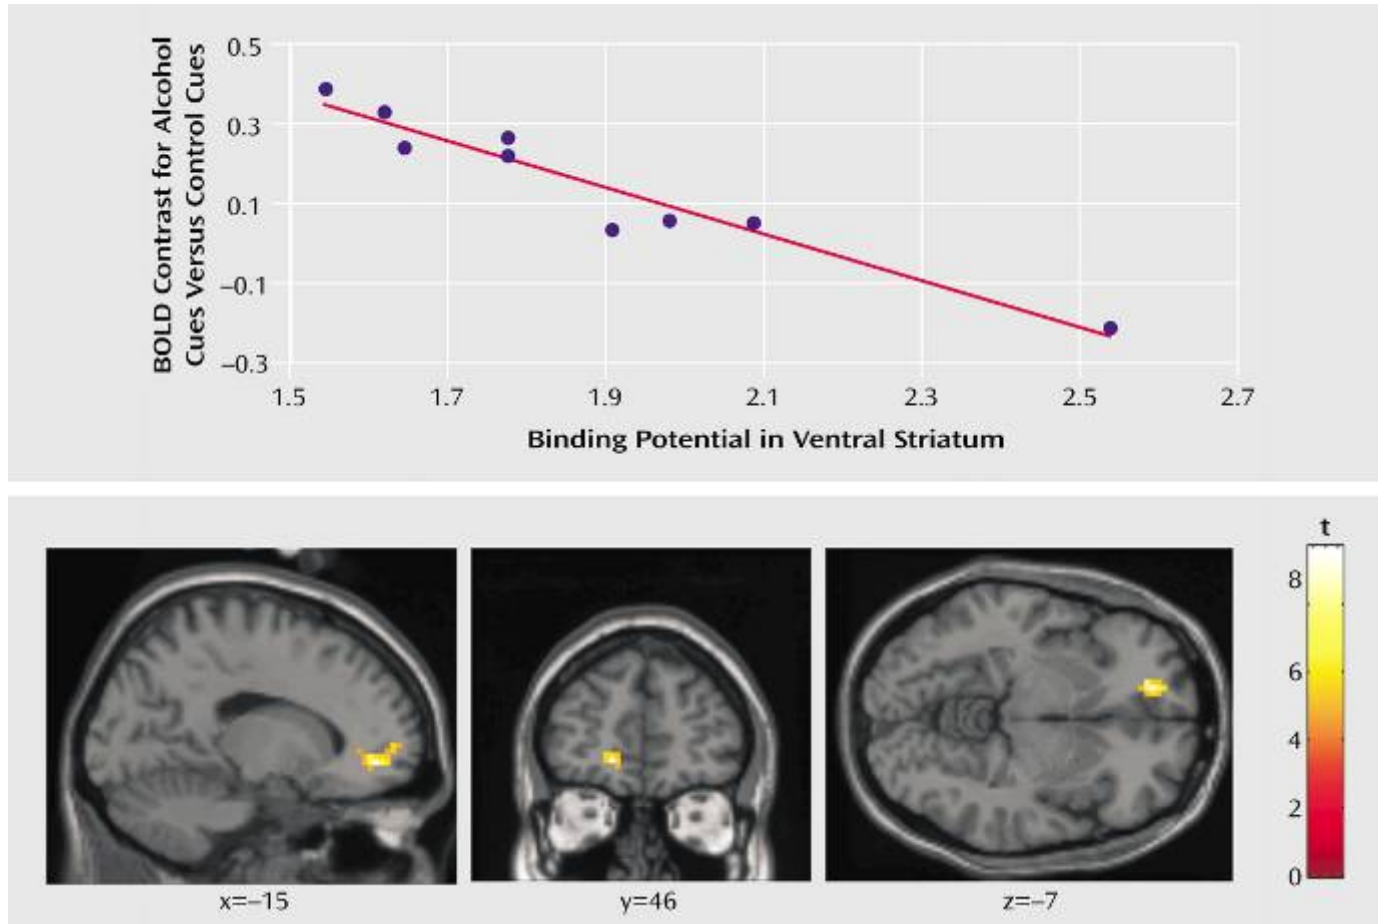 BOLD Contrast for Alcohol
Cues Versus Control Cues
0.5
0.3
0.1
–0.1
–0.3
1.5 1.7 1.9 2.1 2.3 2.5 2.7
Binding Potential in Ventral Striatum
t
8
6
4
2
0
x=–15 y=46 z=–7